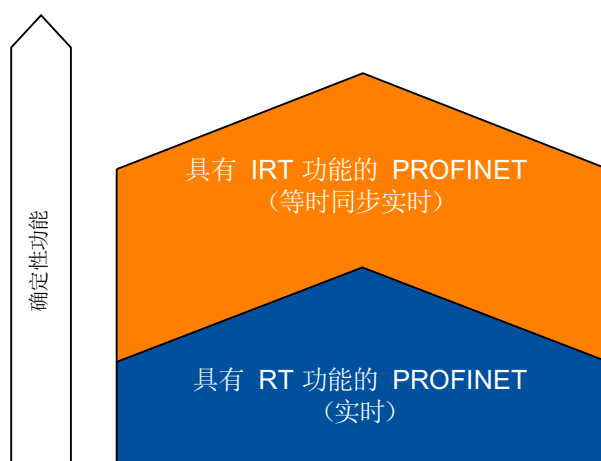 具有 IRT 功能的 PROFINET
（等时同步实时）
确定性功能
具有 RT 功能的 PROFINET
（实时）